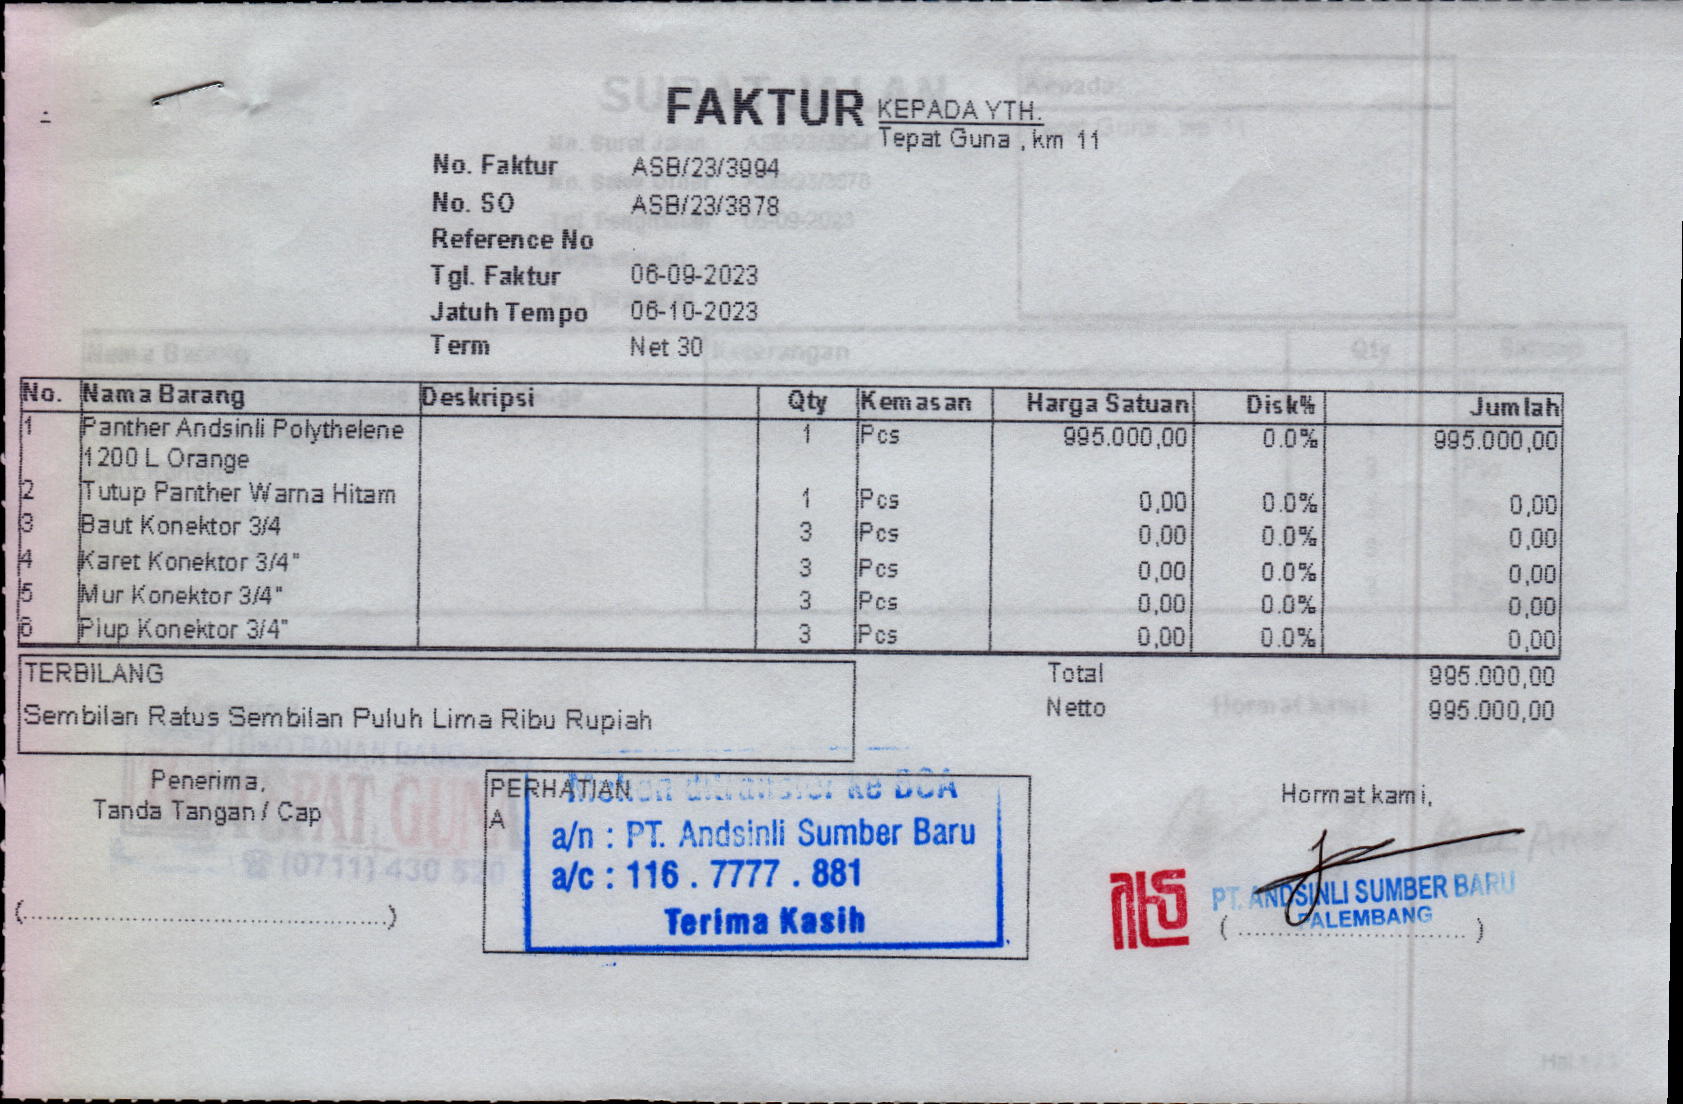 FAKTUR
KEPADA YTH.
Tepat Guna , km 11
No. Faktur ASB/23/3994
No. SO ASB/23/3878
Reference No
Tgl. Faktur 06-09-2023
Jatuh Tempo 06-10-2023
Term Net 30
No. Nama Barang Deskripsi Qty Kemasan Harga Satuan Disk% Jumlah
1 Panther Andsinli Polythelene 1 Pcs 995.000,00 0.0% 995.000,00
1200 L Orange
2 Tutup Panther Warna Hitam 1 Pcs 0,00 0.0% 0,00
3 Baut Konektor 3/4 3 Pcs 0,00 0.0% 0,00
4 Karet Konektor 3/4" 3 Pcs 0,00 0.0% 0,00
5 Mur Konektor 3/4" 3 Pcs 0,00 0.0% 0,00
6 Plup Konektor 3/4" 3 Pcs 0,00 0.0% 0,00
TERBILANG
Sembilan Ratus Sembilan Puluh Lima Ribu Rupiah
Total 995.000,00
Netto 995.000,00
Penerima,
Tanda Tangan / Cap
PERHATIAN
A
Mohon ditransfer ke BCA
a/n : PT. Andsinli Sumber Baru
a/c : 116 . 7777 . 881
Terima Kasih
Hormat kami,
PT. ANDSINLI SUMBER BARU
PALEMBANG